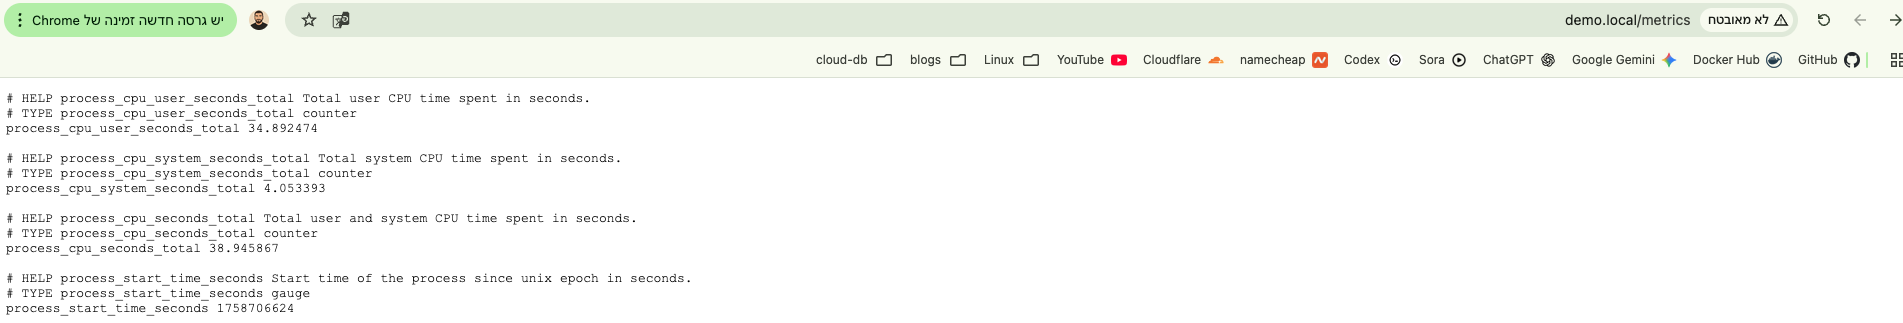 יש גרסה חדשה זמינה של Chrome
demo.local/metrics
לא מאובטח
cloud-db blogs Linux YouTube Cloudflare namecheap Codex Sora ChatGPT Google Gemini Docker Hub GitHub
# HELP process_cpu_user_seconds_total Total user CPU time spent in seconds.
# TYPE process_cpu_user_seconds_total counter
process_cpu_user_seconds_total 34.892474
# HELP process_cpu_system_seconds_total Total system CPU time spent in seconds.
# TYPE process_cpu_system_seconds_total counter
process_cpu_system_seconds_total 4.053393
# HELP process_cpu_seconds_total Total user and system CPU time spent in seconds.
# TYPE process_cpu_seconds_total counter
process_cpu_seconds_total 38.945867
# HELP process_start_time_seconds Start time of the process since unix epoch in seconds.
# TYPE process_start_time_seconds gauge
process_start_time_seconds 1758706624